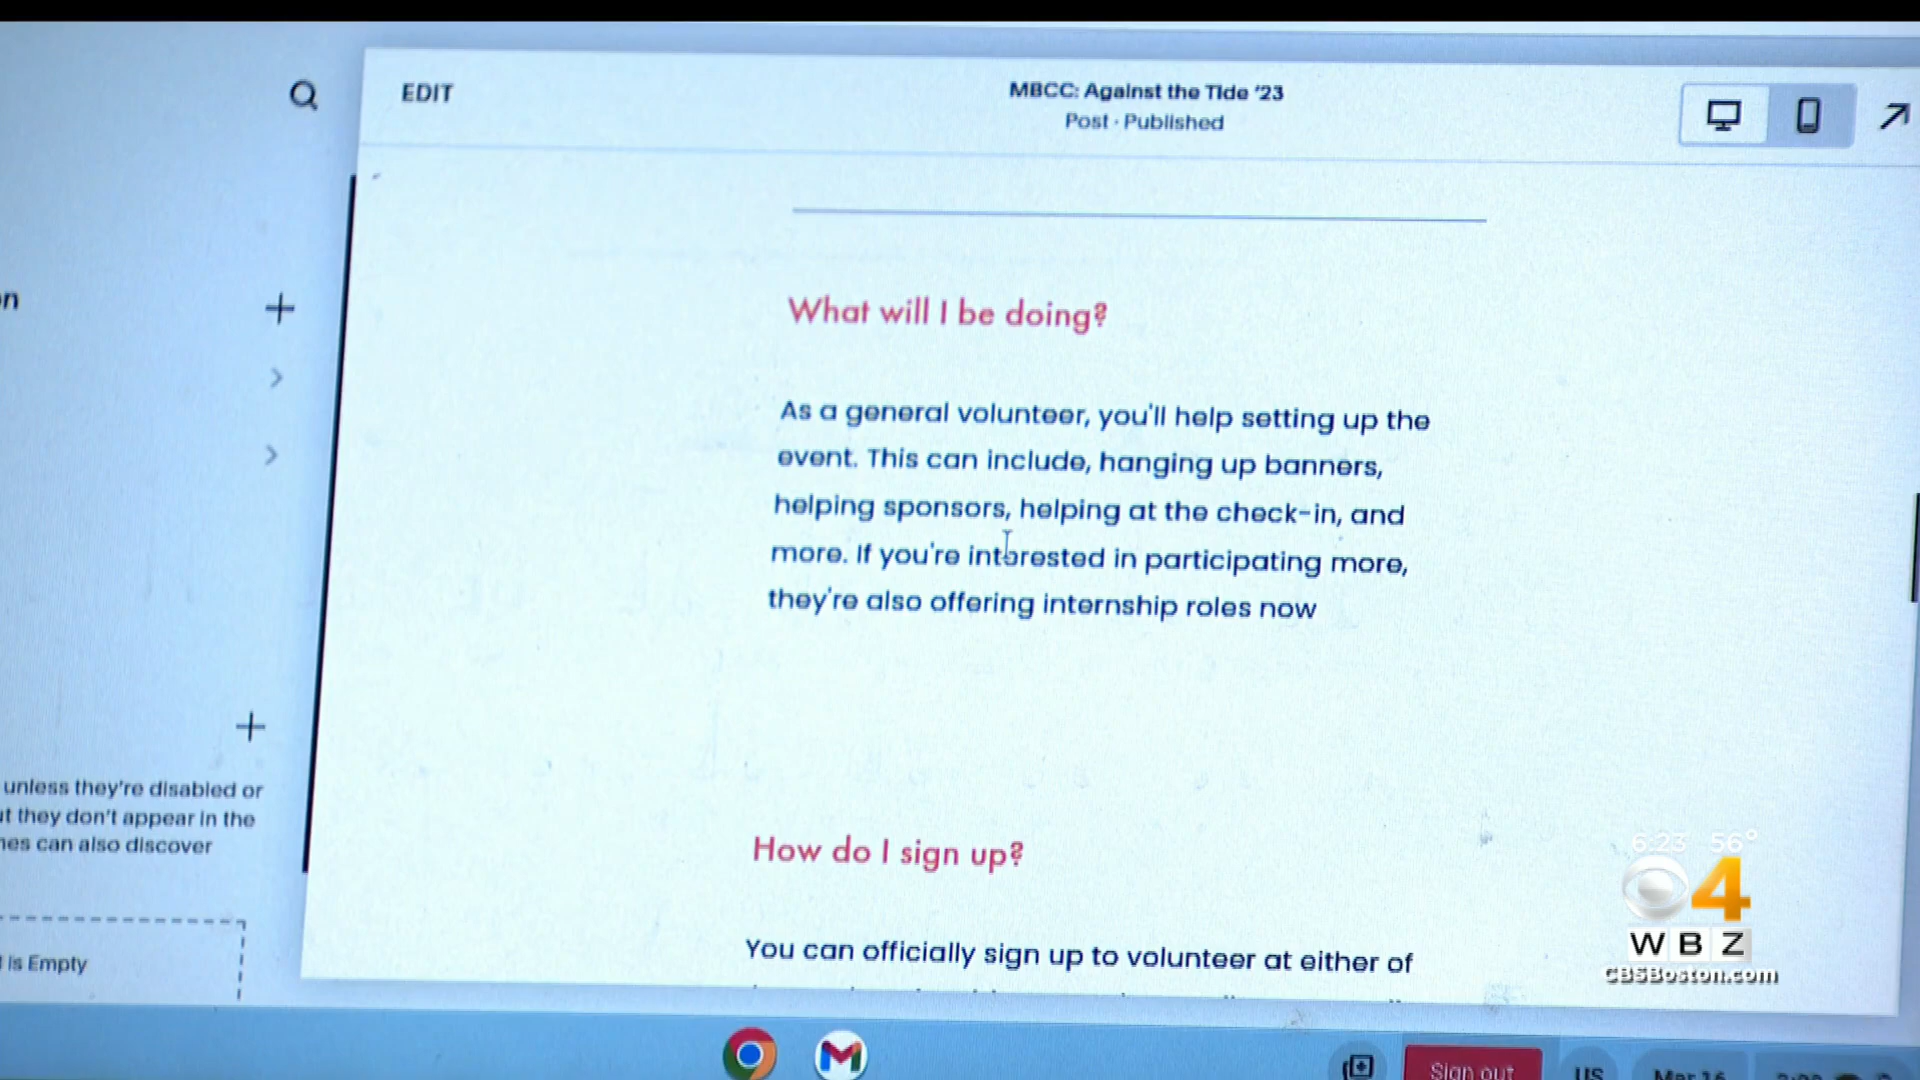 EDIT
MBCC: Against the Tide '23
Post · Published
What will I be doing?
As a general volunteer, you'll help setting up the
event. This can include, hanging up banners,
helping sponsors, helping at the check-in, and
more. If you're interested in participating more,
they're also offering internship roles now
unless they're disabled or
they don't appear in the
can also discover
is Empty
How do I sign up?
You can officially sign up to volunteer at either of
6:23 56°
4
WBZ
CBSBoston.com
Sign out
US
Mar 16